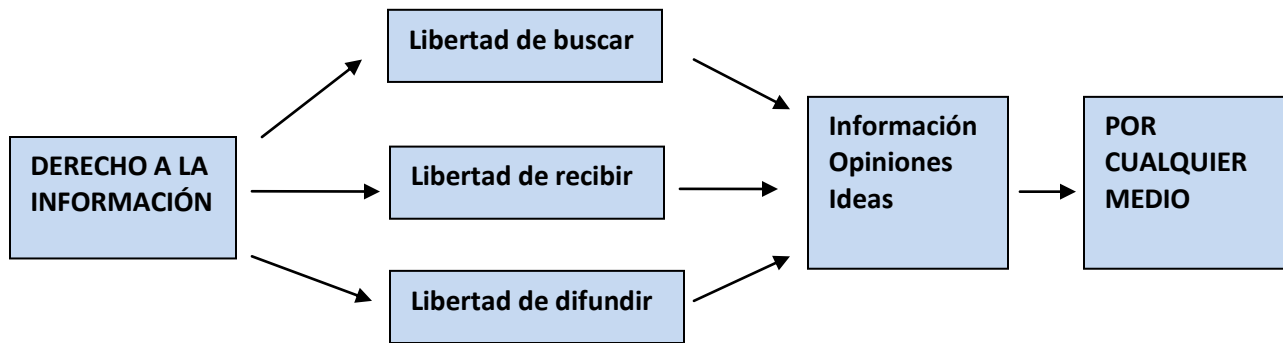 DERECHO A LA
INFORMACIÓN
Libertad de buscar
Libertad de recibir
Libertad de difundir
Información
Opiniones
Ideas
POR
CUALQUIER
MEDIO